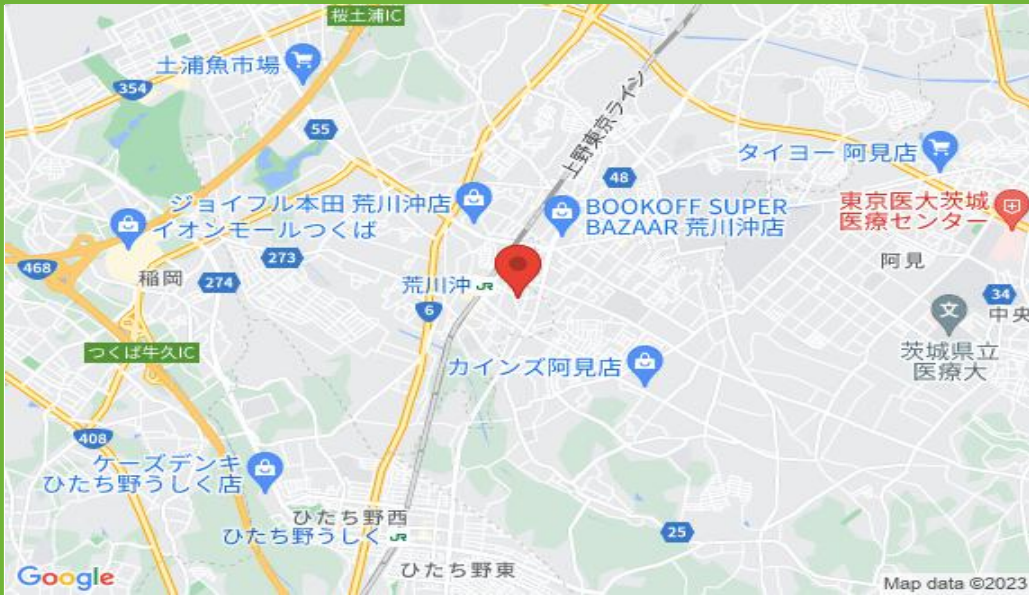 桜土浦IC
土浦魚市場
354
55
上野東京ライン
48
タイヨー 阿見店
ジョイフル本田 荒川沖店
イオンモールつくば
BOOKOFF SUPER
BAZAAR 荒川沖店
東京医大茨城
医療センター
468
稲岡
273
274
荒川沖 JR
6
阿見
34
中央
つくば牛久IC
カインズ阿見店
茨城県立
医療大
408
ケーズデンキ
ひたち野うしく店
ひたち野西
ひたち野うしく JR
25
ひたち野東
Google
Map data ©2023